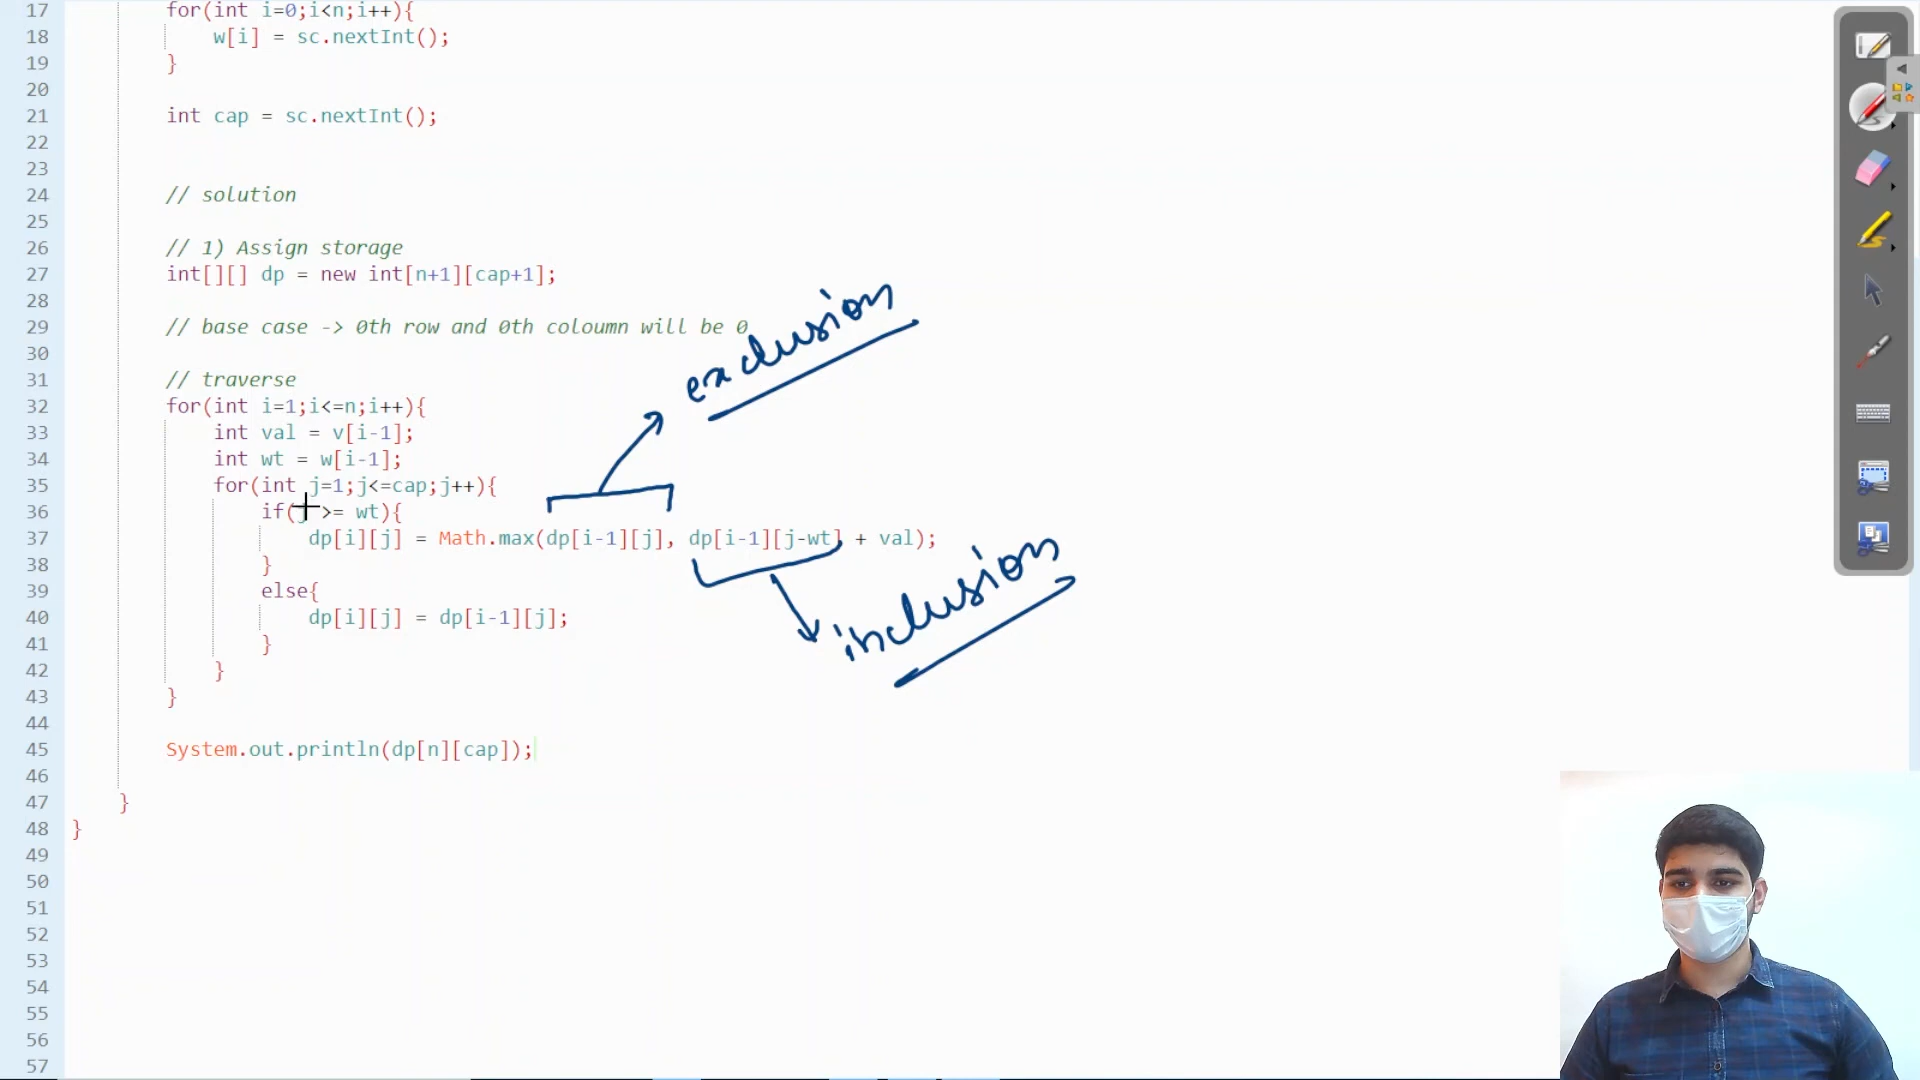 17 for(int i=0;i<n;i++){
18 w[i] = sc.nextInt();
19 }
20
21 int cap = sc.nextInt();
22
23
24 // solution
25
26 // 1) Assign storage
27 int[][] dp = new int[n+1][cap+1];
28
29 // base case -> 0th row and 0th coloumn will be 0
exclusion
30
31 // traverse
32 for(int i=1;i<=n;i++){
33 int val = v[i-1];
34 int wt = w[i-1];
35 for(int j=1;j<=cap;j++){
36 if(j >= wt){
37 dp[i][j] = Math.max(dp[i-1][j], dp[i-1][j-wt] + val);
38 }
39 else{
inclusion
40 dp[i][j] = dp[i-1][j];
41 }
42 }
43 }
44
45 System.out.println(dp[n][cap]);
46
47 }
48 }
49
50
51
52
53
54
55
56
57